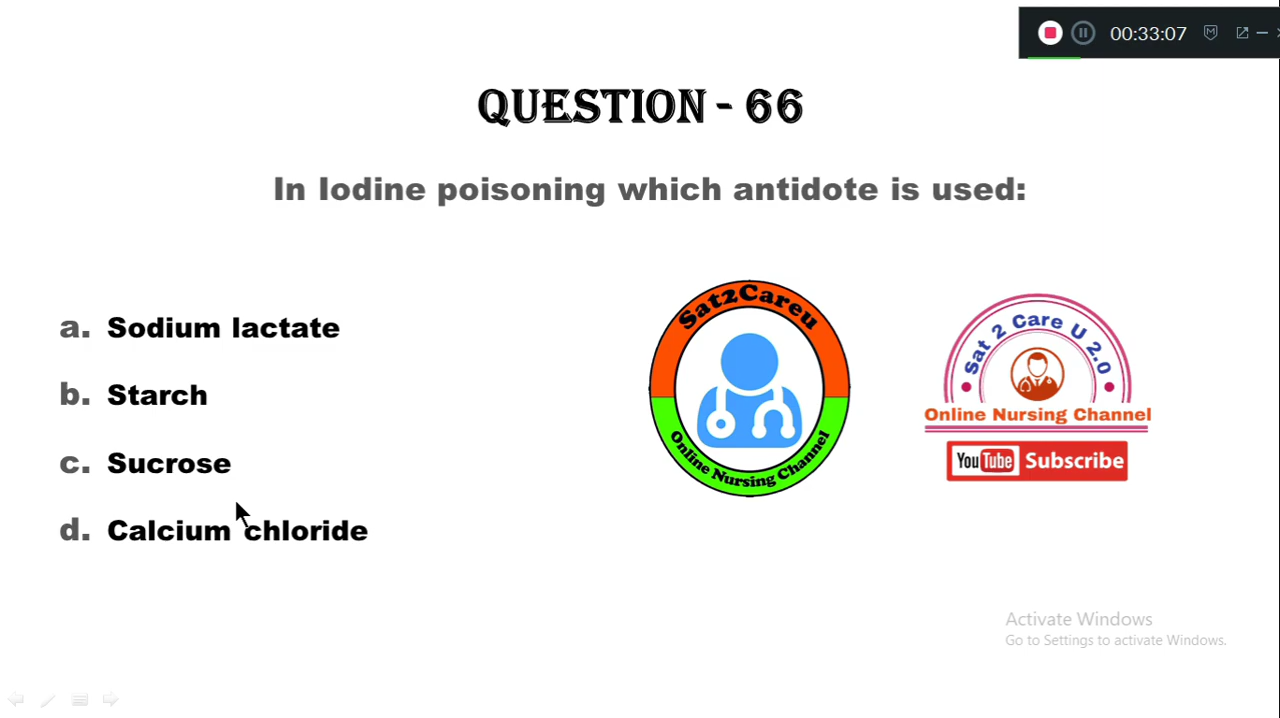 00:33:07
QUESTION - 66
In Iodine poisoning which antidote is used:
a. Sodium lactate
b. Starch
c. Sucrose
d. Calcium chloride
Sat2Careu
Online Nursing Channel
Sat 2 Care U 2.0
Online Nursing Channel
YouTube Subscribe
Activate Windows
Go to Settings to activate Windows.